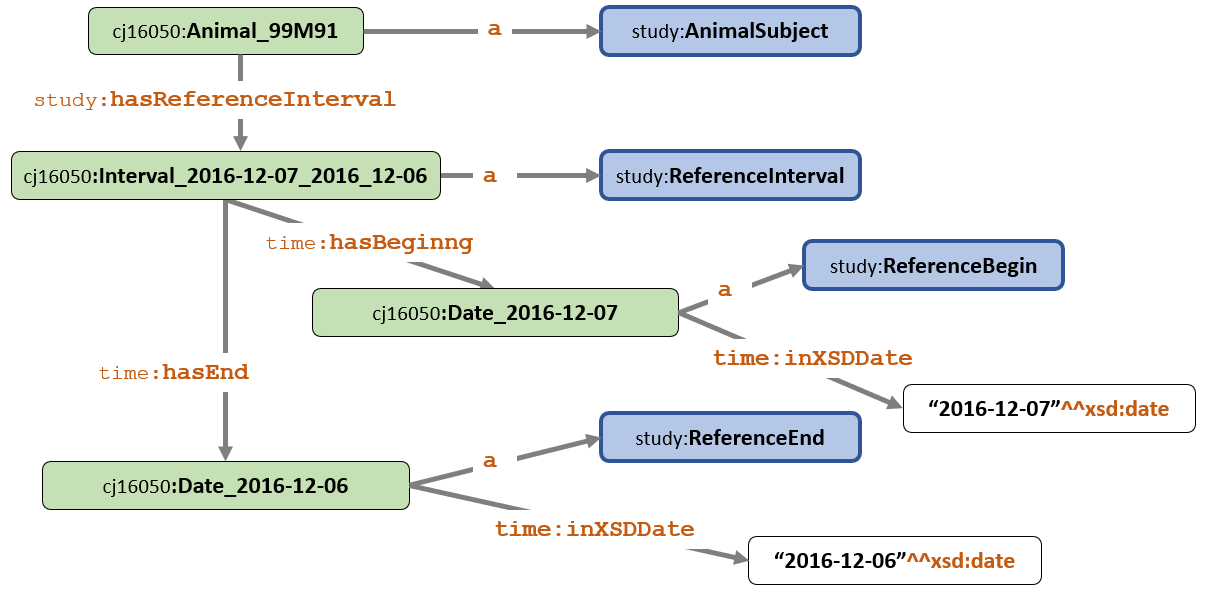 cj16050:Animal_99M91
a
study:AnimalSubject
study:hasReferenceInterval
cj16050:Interval_2016-12-07_2016_12-06
a
study:ReferenceInterval
time:hasBeginng
study:ReferenceBegin
a
cj16050:Date_2016-12-07
time:inXSDDate
time:hasEnd
“2016-12-07”^^xsd:date
study:ReferenceEnd
a
cj16050:Date_2016-12-06
time:inXSDDate
“2016-12-06”^^xsd:date